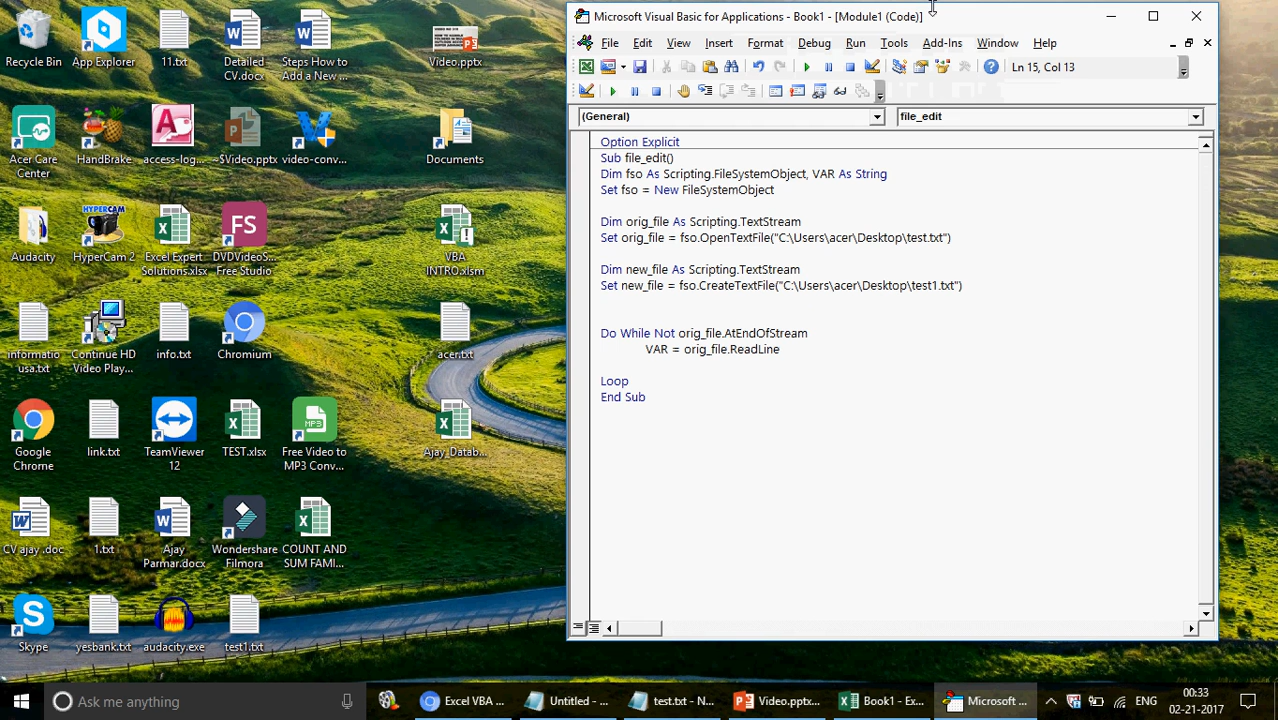 Recycle Bin
App Explorer
11.txt
Detailed
CV.docx
Steps How to
Add a New ...
Video.pptx
Acer Care
Center
HandBrake
access-log...
~$Video.pptx
video-conv...
Documents
Audacity
HYPERCAM
HyperCam 2
Excel Expert
Solutions.xlsx
FS
DVDVideoS...
Free Studio
VBA
INTRO.xlsm
informatio
usa.txt
Continue HD
Video Play...
info.txt
Chromium
acer.txt
Google
Chrome
link.txt
TeamViewer
12
TEST.xlsx
MP3
Free Video to
MP3 Conv...
Ajay_Datab...
CV ajay .doc
1.txt
Ajay
Parmar.docx
Wondershare
Filmora
COUNT AND
SUM FAMI...
Skype
yesbank.txt
audacity.exe
test1.txt
Microsoft Visual Basic for Applications - Book1 - [Module1 (Code)]
File Edit View Insert Format Debug Run Tools Add-Ins Window Help
Ln 15, Col 13
(General)
file_edit
Option Explicit
Sub file_edit()
Dim fso As Scripting.FileSystemObject, VAR As String
Set fso = New FileSystemObject
Dim orig_file As Scripting.TextStream
Set orig_file = fso.OpenTextFile("C:\Users\acer\Desktop\test.txt")
Dim new_file As Scripting.TextStream
Set new_file = fso.CreateTextFile("C:\Users\acer\Desktop\test1.txt")
Do While Not orig_file.AtEndOfStream
VAR = orig_file.ReadLine
Loop
End Sub
Ask me anything
Excel VBA ...
Untitled - ...
test.txt - N...
Video.pptx...
Book1 - Ex...
Microsoft ...
ENG
00:33
02-21-2017